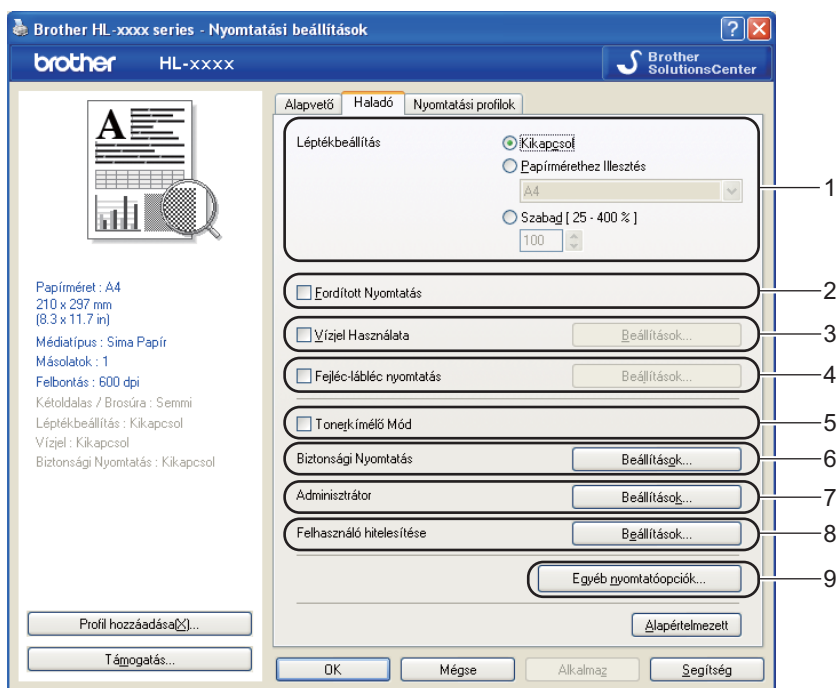 Brother HL-xxxx series - Nyomtatási beállítások
brother HL-xxxx
Brother
SolutionsCenter
Alapvető Haladó Nyomtatási profilok
A
Léptékbeállítás
Kikapcsol
Papírmérethez Illesztés
A4
Szabad [ 25 - 400 % ]
100
1
Papírméret : A4
210 x 297 mm
(8.3 x 11.7 in)
Médiatípus : Sima Papír
Másolatok : 1
Felbontás : 600 dpi
Kétoldalas / Brosúra : Semmi
Léptékbeállítás : Kikapcsol
Vízjel : Kikapcsol
Biztonsági Nyomtatás : Kikapcsol
Fordított Nyomtatás
2
Vízjel Használata Beállítások...
3
Fejléc-lábléc nyomtatás Beállítások...
4
Tonerkímélő Mód
5
Biztonsági Nyomtatás Beállítások...
6
Adminisztrátor Beállítások...
7
Felhasználó hitelesítése Beállítások...
8
Egyéb nyomtatóopciók...
9
Profil hozzáadása(X)...
Támogatás...
Alapértelmezett
OK Mégse Alkalmaz Segítség